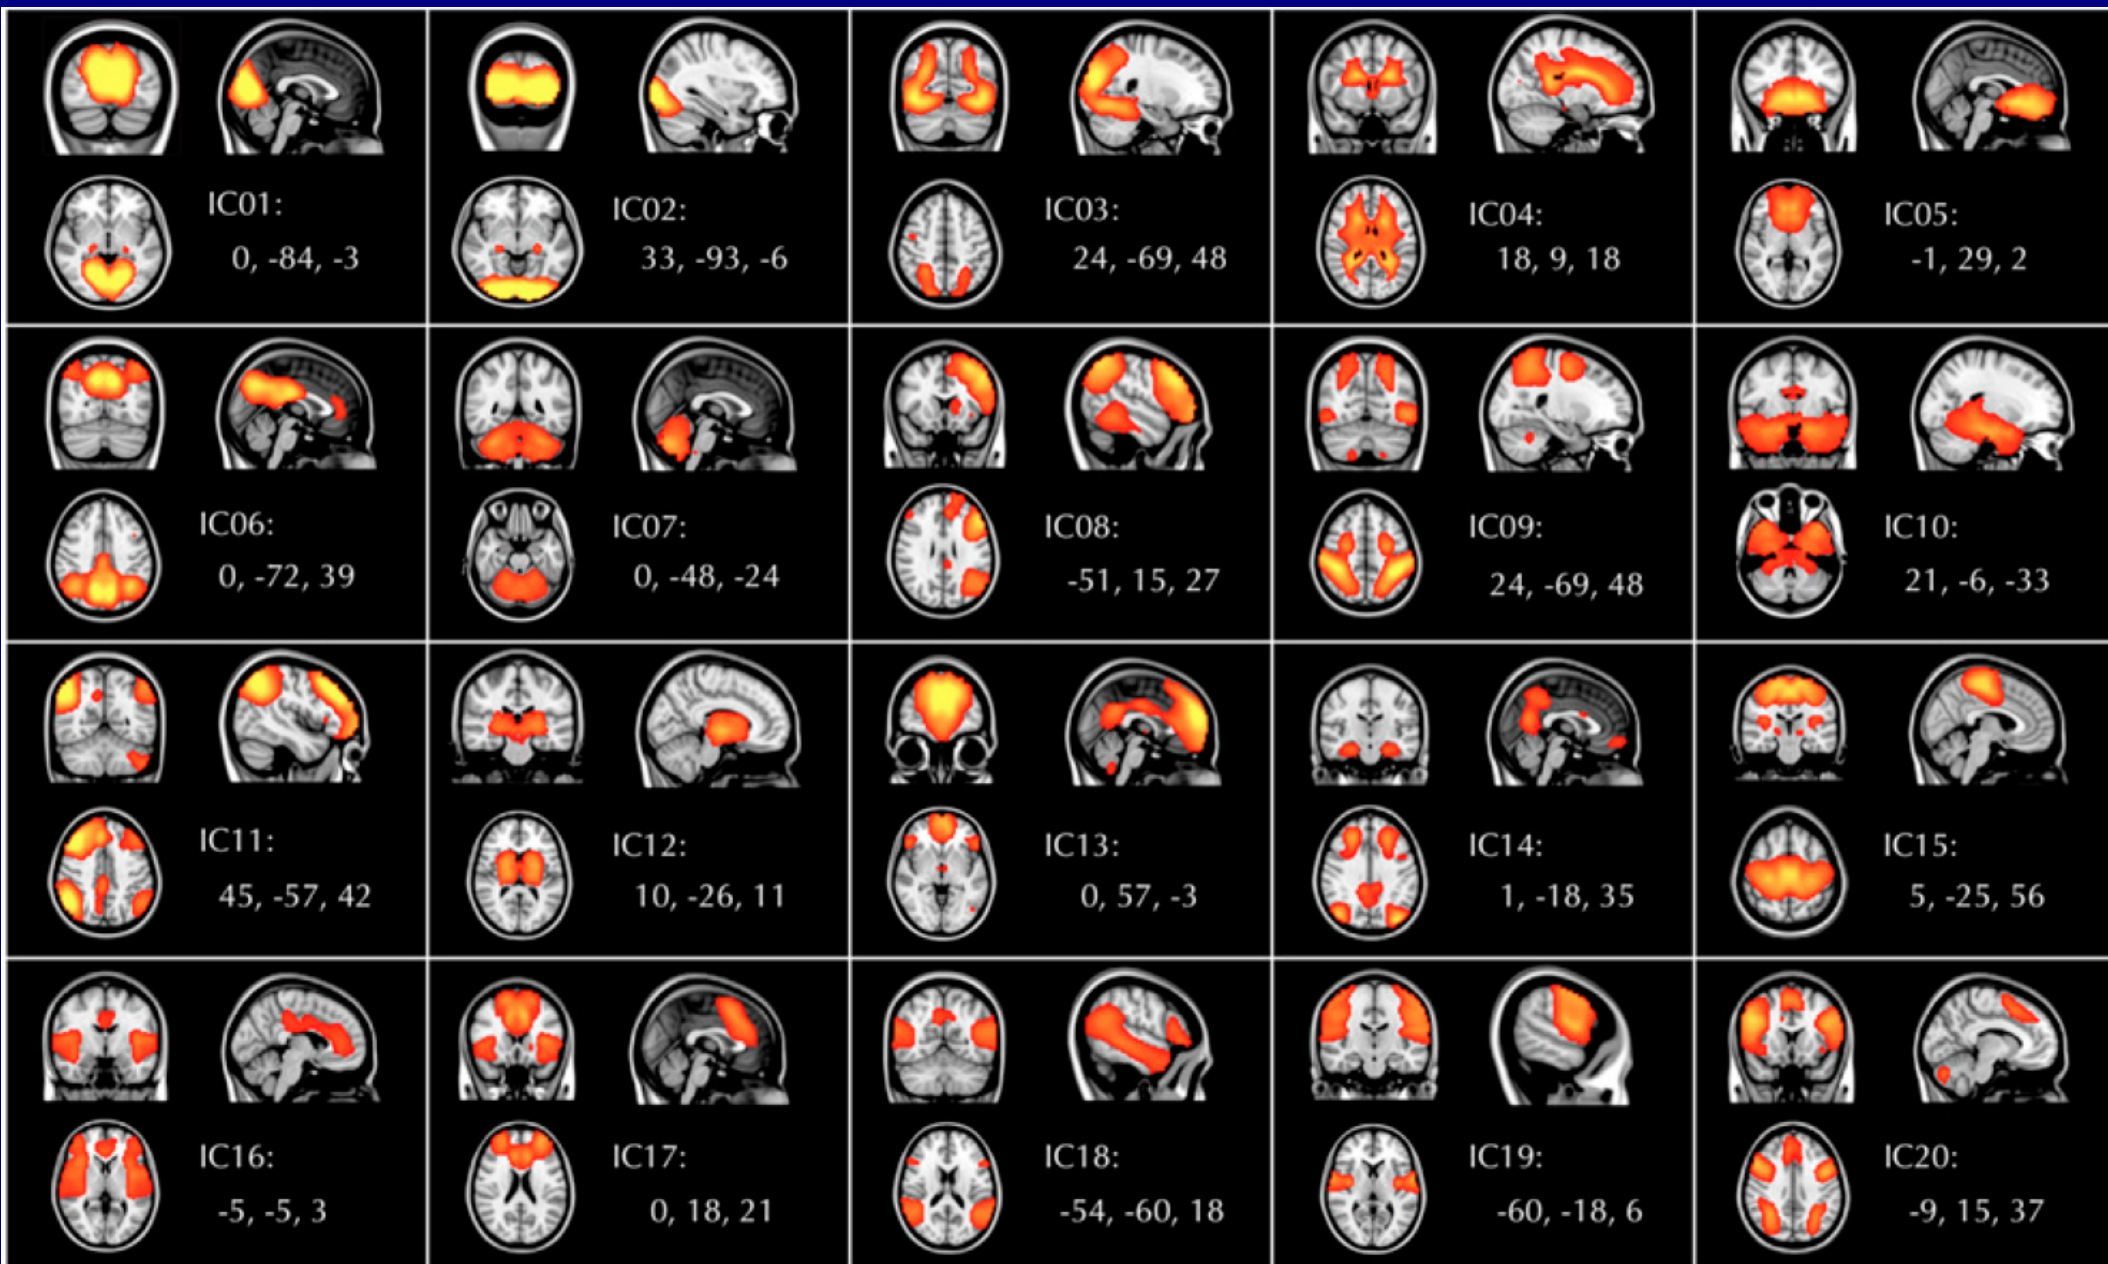 IC01:
0, -84, -3
IC02:
33, -93, -6
IC03:
24, -69, 48
IC04:
18, 9, 18
IC05:
-1, 29, 2
IC06:
0, -72, 39
IC07:
0, -48, -24
IC08:
-51, 15, 27
IC09:
24, -69, 48
IC10:
21, -6, -33
IC11:
45, -57, 42
IC12:
10, -26, 11
IC13:
0, 57, -3
IC14:
1, -18, 35
IC15:
5, -25, 56
IC16:
-5, -5, 3
IC17:
0, 18, 21
IC18:
-54, -60, 18
IC19:
-60, -18, 6
IC20:
-9, 15, 37